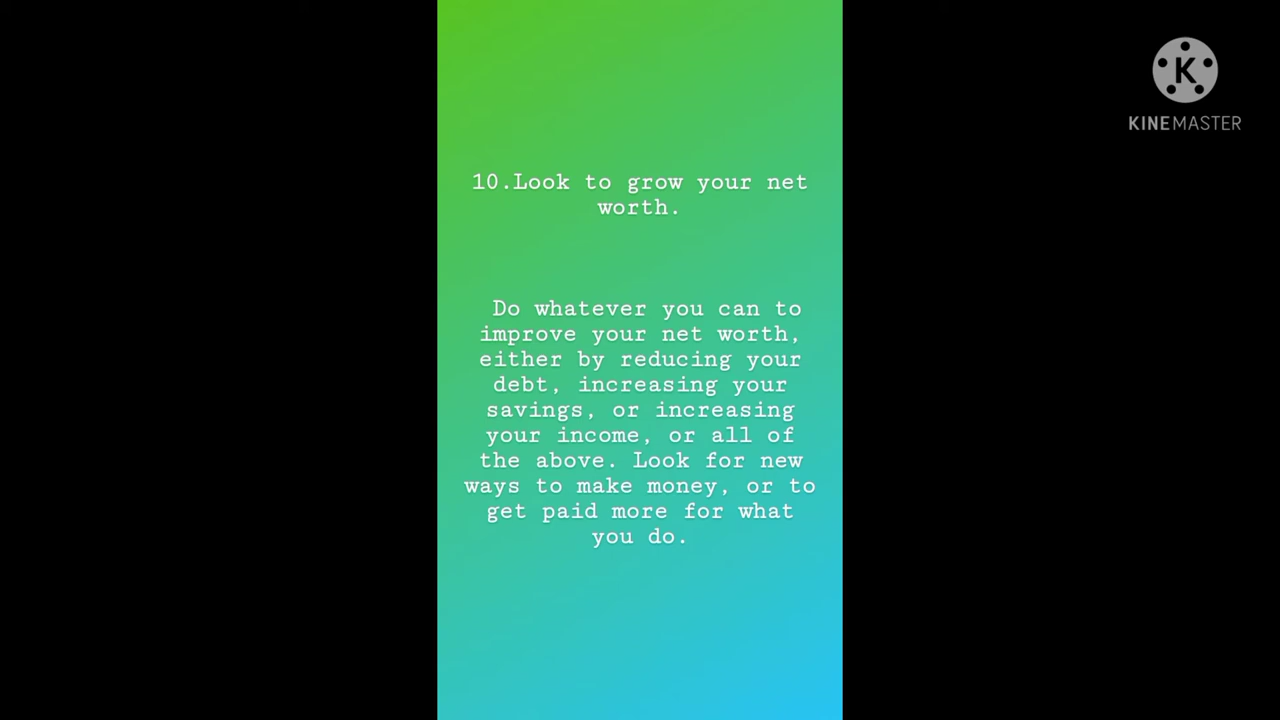 10.Look to grow your net
worth.
Do whatever you can to
improve your net worth,
either by reducing your
debt, increasing your
savings, or increasing
your income, or all of
the above. Look for new
ways to make money, or to
get paid more for what
you do.
K
KINEMASTER